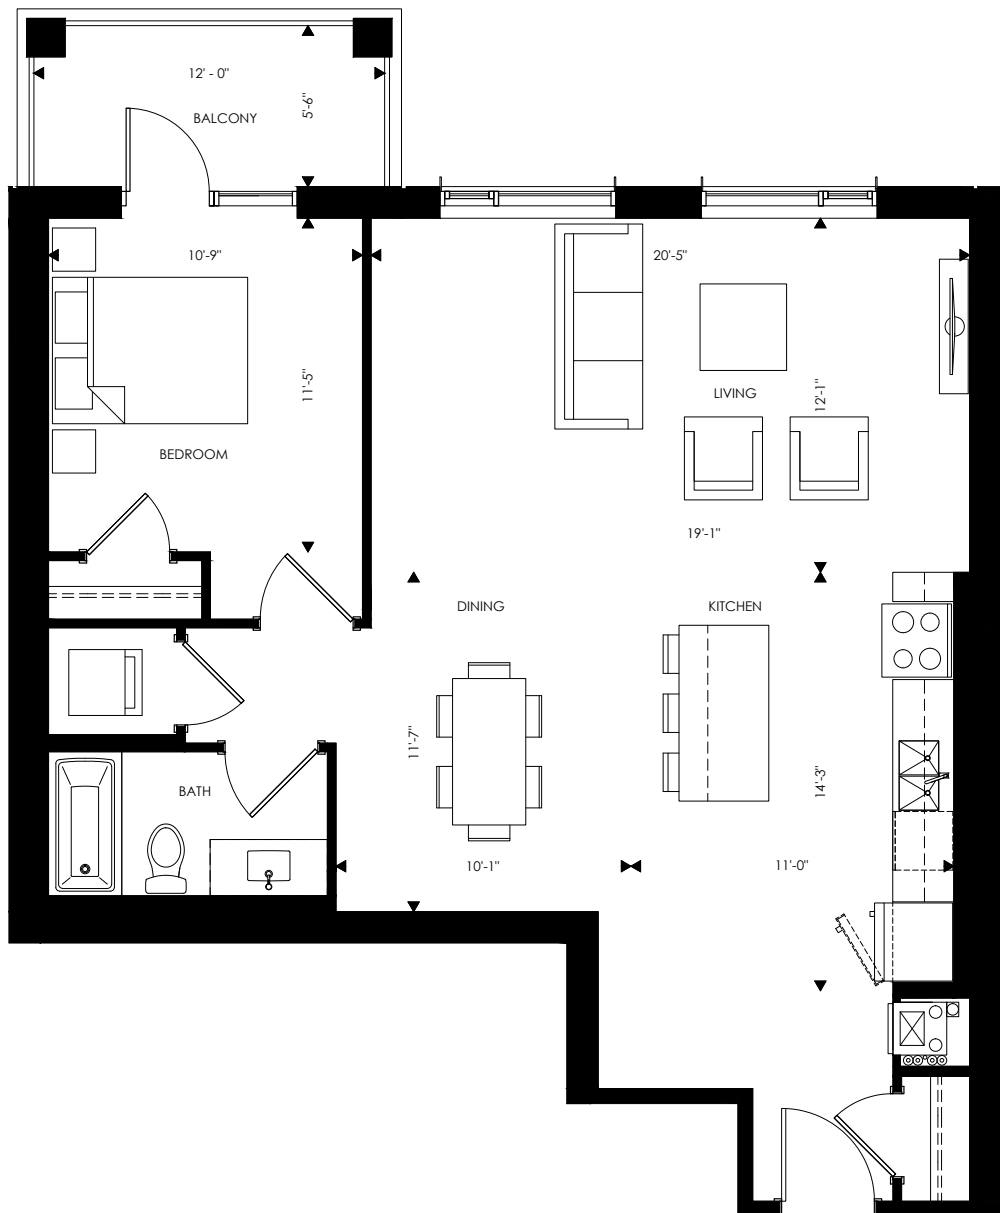 12' - 0"
5'-6"
BALCONY
10'-9"
20'-5"
11'-5"
LIVING
12'-1"
BEDROOM
19'-1"
DINING
KITCHEN
11'-7"
14'-3"
BATH
10'-1"
11'-0"